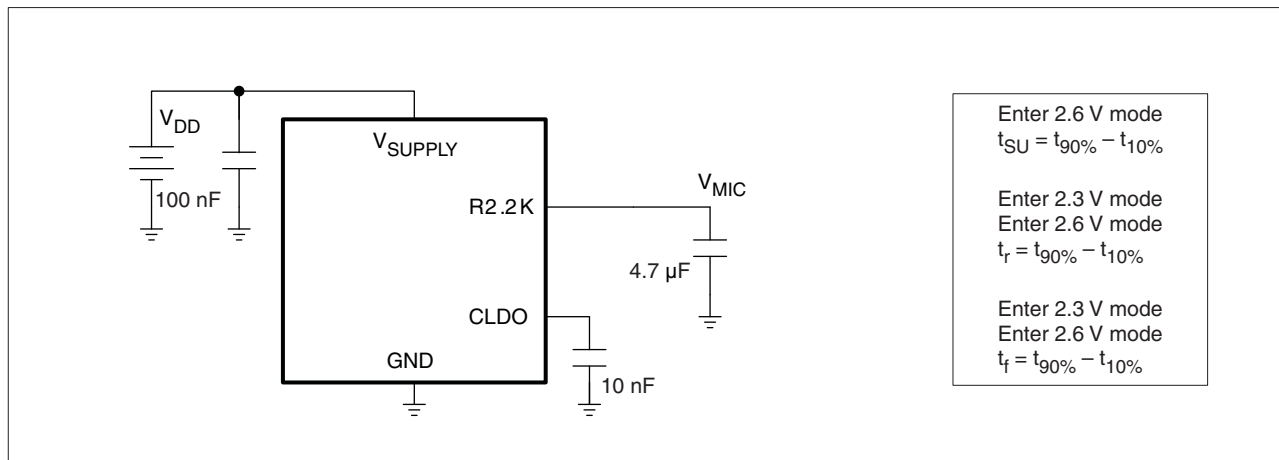 V_DD
100 nF
V_SUPPLY
R2.2K
CLDO
GND
V_MIC
4.7 µF
10 nF
Enter 2.6 V mode
t_SU = t_90% – t_10%
Enter 2.3 V mode
Enter 2.6 V mode
t_r = t_90% – t_10%
Enter 2.3 V mode
Enter 2.6 V mode
t_f = t_90% – t_10%